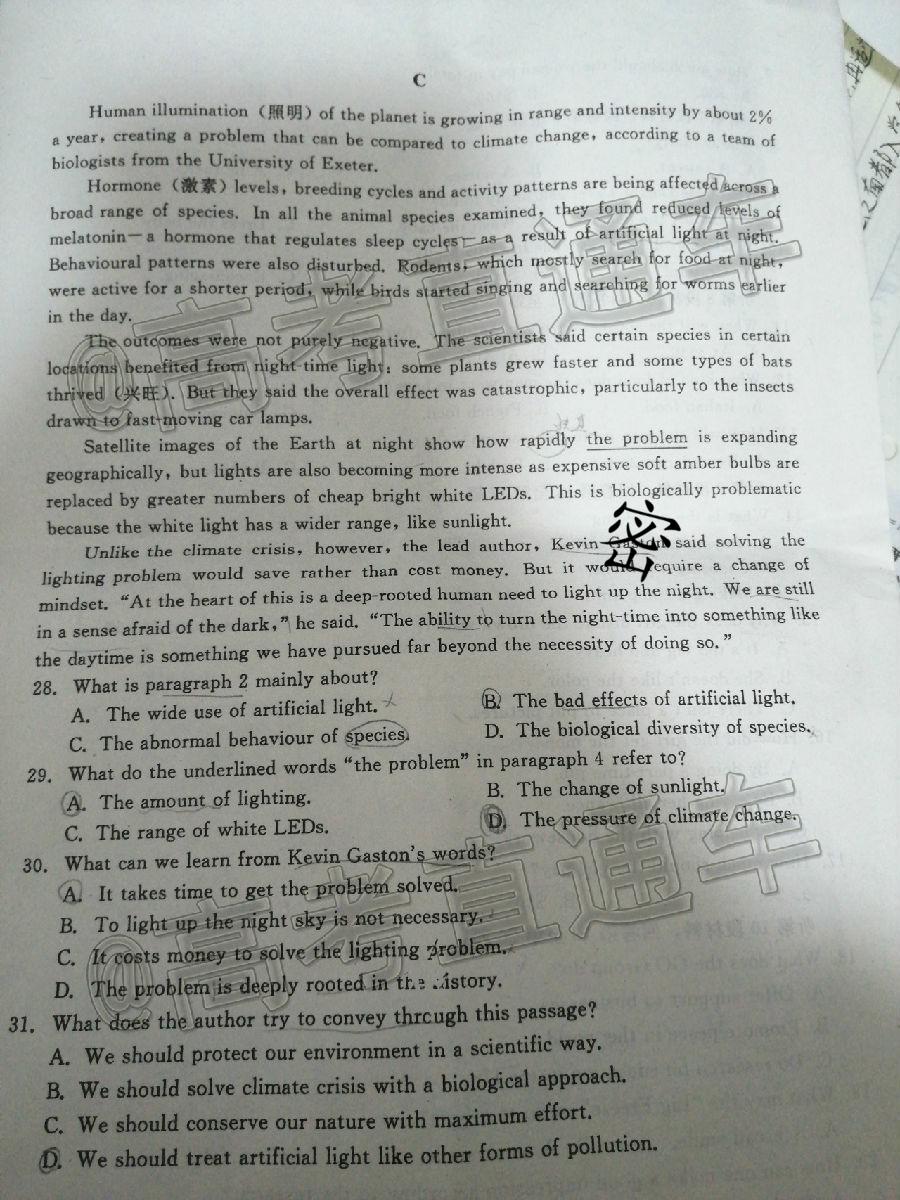 C
Human illumination（照明）of the planet is growing in range and intensity by about 2%
a year, creating a problem that can be compared to climate change, according to a team of
biologists from the University of Exeter.
Hormone（激素）levels, breeding cycles and activity patterns are being affected across a
broad range of species. In all the animal species examined, they found reduced levels of
melatonin—a hormone that regulates sleep cycles—as a result of artificial light at night.
Behavioural patterns were also disturbed. Rodents, which mostly search for food at night,
were active for a shorter period, while birds started singing and searching for worms earlier
in the day.
The outcomes were not purely negative. The scientists said certain species in certain
locations benefited from night-time light: some plants grew faster and some types of bats
thrived（兴旺）. But they said the overall effect was catastrophic, particularly to the insects
drawn to fast-moving car lamps.
Satellite images of the Earth at night show how rapidly the problem is expanding
geographically, but lights are also becoming more intense as expensive soft amber bulbs are
replaced by greater numbers of cheap bright white LEDs. This is biologically problematic
because the white light has a wider range, like sunlight.
Unlike the climate crisis, however, the lead author, Kevin Gaston said solving the
lighting problem would save rather than cost money. But it would require a change of
mindset. “At the heart of this is a deep-rooted human need to light up the night. We are still
in a sense afraid of the dark,” he said. “The ability to turn the night-time into something like
the daytime is something we have pursued far beyond the necessity of doing so.”
28. What is paragraph 2 mainly about?
A. The wide use of artificial light. B. The bad effects of artificial light.
C. The abnormal behaviour of species. D. The biological diversity of species.
29. What do the underlined words “the problem” in paragraph 4 refer to?
A. The amount of lighting. B. The change of sunlight.
C. The range of white LEDs. D. The pressure of climate change.
30. What can we learn from Kevin Gaston's words?
A. It takes time to get the problem solved.
B. To light up the night sky is not necessary.
C. It costs money to solve the lighting problem.
D. The problem is deeply rooted in the history.
31. What does the author try to convey through this passage?
A. We should protect our environment in a scientific way.
B. We should solve climate crisis with a biological approach.
C. We should conserve our nature with maximum effort.
D. We should treat artificial light like other forms of pollution.
密
@高考直通车
@高考直通车